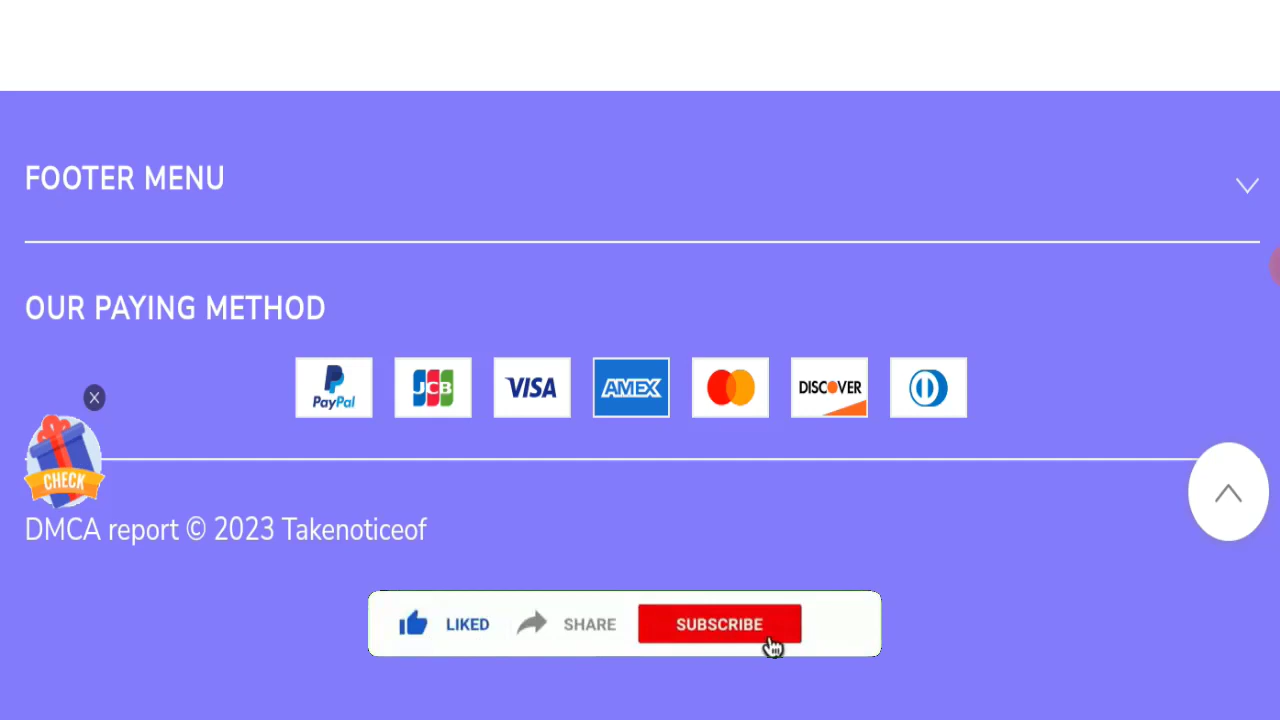 FOOTER MENU
OUR PAYING METHOD
PayPal JCB VISA AMEX DISCOVER
X
CHECK
DMCA report © 2023 Takenoticeof
LIKED SHARE SUBSCRIBE